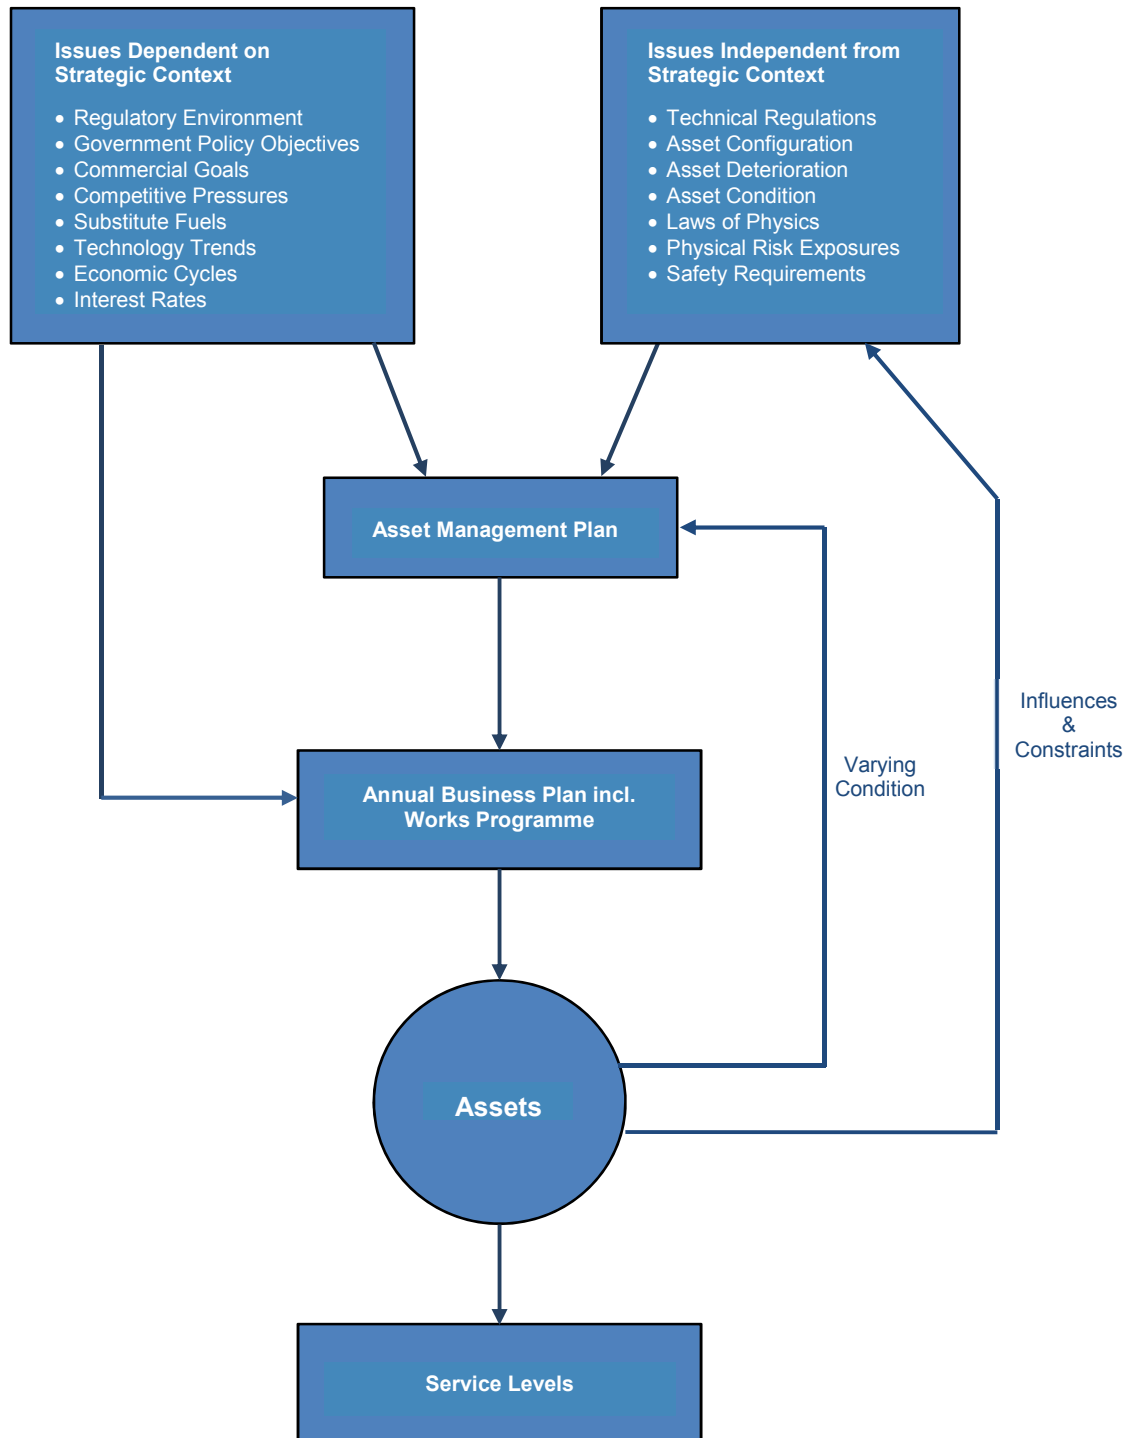 Issues Dependent on
Strategic Context
• Regulatory Environment
• Government Policy Objectives
• Commercial Goals
• Competitive Pressures
• Substitute Fuels
• Technology Trends
• Economic Cycles
• Interest Rates
Issues Independent from
Strategic Context
• Technical Regulations
• Asset Configuration
• Asset Deterioration
• Asset Condition
• Laws of Physics
• Physical Risk Exposures
• Safety Requirements
Asset Management Plan
Influences
&
Constraints
Varying
Condition
Annual Business Plan incl.
Works Programme
Assets
Service Levels